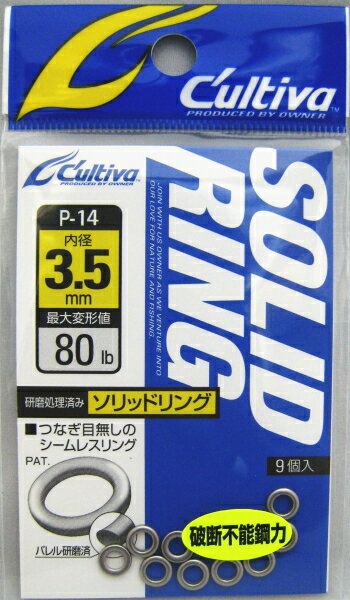 C'ultiva
PRODUCED BY OWNER
C'ultiva
PRODUCED BY OWNER
P-14
内径
3.5
mm
最大変形値
80 lb
SOLID
RING
JOIN WITH US OWNER AS WE VENTURE INTO
OUR LOVE FOR NATURE AND FISHING.
研磨処理済み ソリッドリング
■つなぎ目無しの
シームレスリング
PAT.
バレル研磨済
9個入
破断不能鋼力